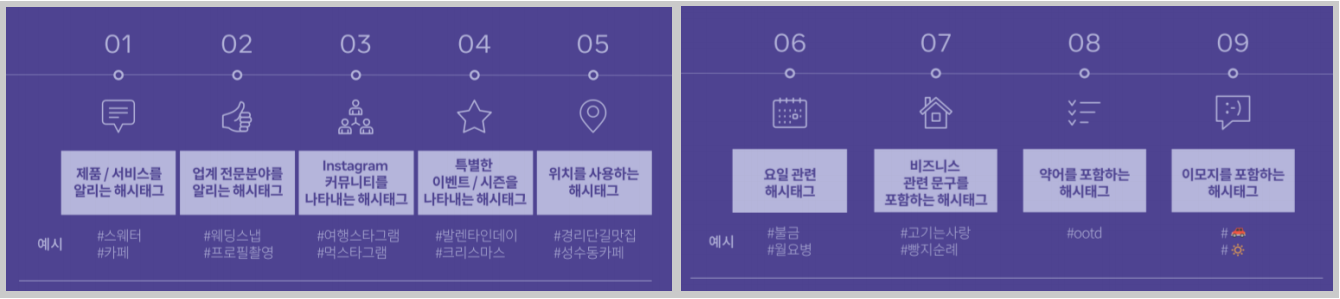 01
02
03
04
05
제품 / 서비스를
알리는 해시태그
업계 전문분야를
알리는 해시태그
Instagram
커뮤니티를
나타내는 해시태그
특별한
이벤트 / 시즌을
나타내는 해시태그
위치를 사용하는
해시태그
예시
#스웨터
#카페
#웨딩스냅
#프로필촬영
#여행스타그램
#먹스타그램
#발렌타인데이
#크리스마스
#경리단길맛집
#성수동카페
06
07
08
09
:-)
요일 관련
해시태그
비즈니스
관련 문구를
포함하는 해시태그
약어를 포함하는
해시태그
이모지를 포함하는
해시태그
예시
#불금
#월요병
#고기는사랑
#빵지순례
#ootd
# 🚗
# ☀️